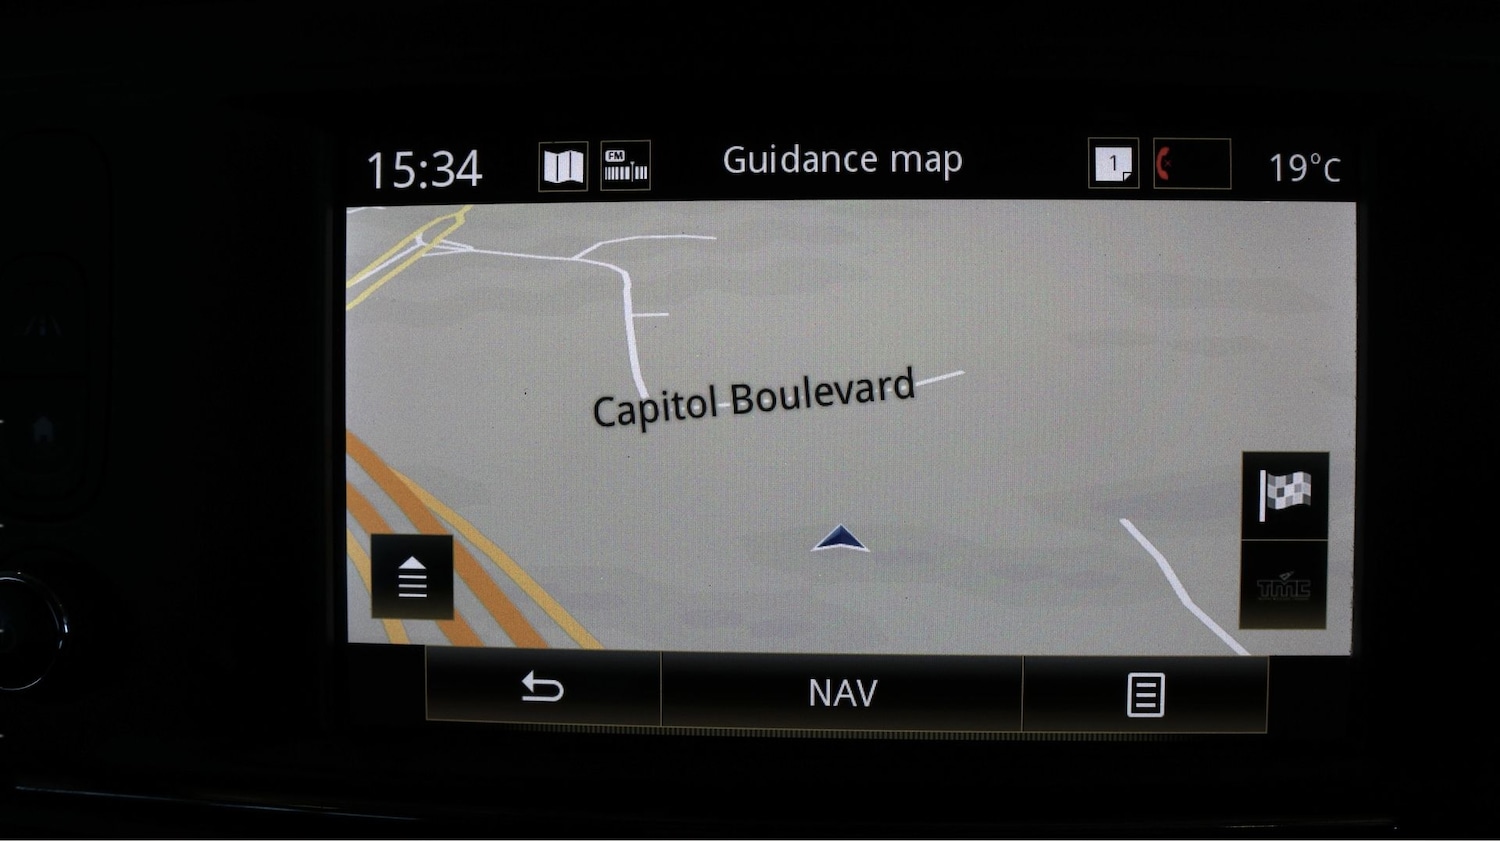 15:34
FM
Guidance map
1
19°C
Capitol Boulevard
TMC
NAV